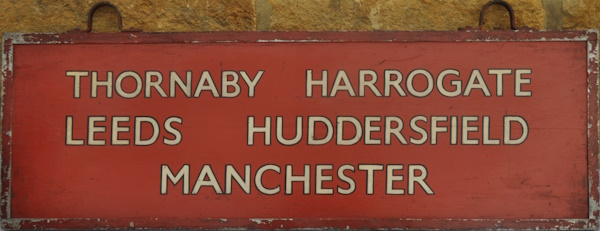 THORNABY HARROGATE
LEEDS HUDDERSFIELD
MANCHESTER